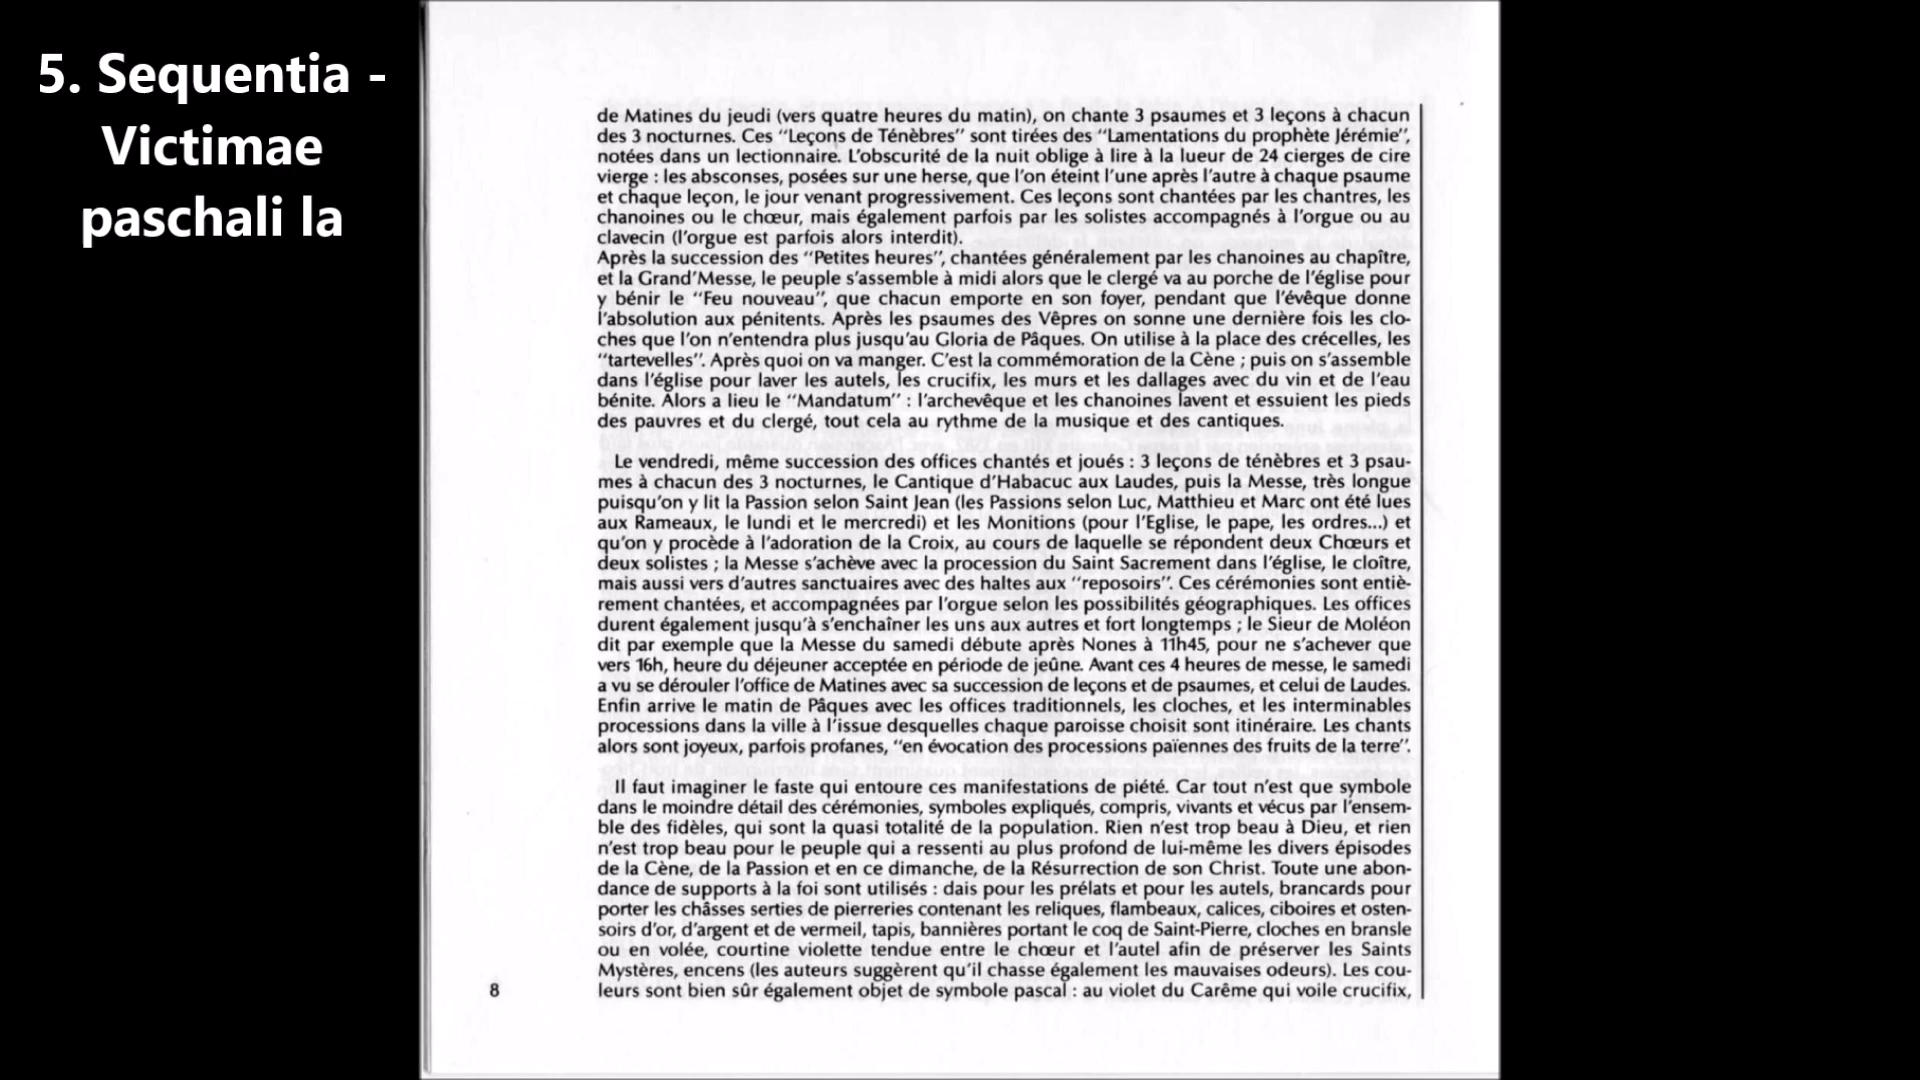 5. Sequentia -
Victimae
paschali la
de Matines du jeudi (vers quatre heures du matin), on chante 3 psaumes et 3 leçons à chacun
des 3 nocturnes. Ces "Leçons de Ténèbres" sont tirées des "Lamentations du prophète Jérémie",
notées dans un lectionnaire. L'obscurité de la nuit oblige à lire à la lueur de 24 cierges de cire
vierge : les absconses, posées sur une herse, que l'on éteint l'une après l'autre à chaque psaume
et chaque leçon, le jour venant progressivement. Ces leçons sont chantées par les chantres, les
chanoines ou le chœur, mais également parfois par les solistes accompagnés à l'orgue ou au
clavecin (l'orgue est parfois alors interdit).
Après la succession des "Petites heures", chantées généralement par les chanoines au chapître,
et la Grand'Messe, le peuple s'assemble à midi alors que le clergé va au porche de l'église pour
y bénir le "Feu nouveau", que chacun emporte en son foyer, pendant que l'évêque donne
l'absolution aux pénitents. Après les psaumes des Vêpres on sonne une dernière fois les clo-
ches que l'on n'entendra plus jusqu'au Gloria de Pâques. On utilise à la place des crécelles, les
"tartevelles". Après quoi on va manger. C'est la commémoration de la Cène ; puis on s'assemble
dans l'église pour laver les autels, les crucifix, les murs et les dallages avec du vin et de l'eau
bénite. Alors a lieu le "Mandatum" : l'archevêque et les chanoines lavent et essuient les pieds
des pauvres et du clergé, tout cela au rythme de la musique et des cantiques.
Le vendredi, même succession des offices chantés et joués : 3 leçons de ténèbres et 3 psau-
mes à chacun des 3 nocturnes, le Cantique d'Habacuc aux Laudes, puis la Messe, très longue
puisqu'on y lit la Passion selon Saint Jean (les Passions selon Luc, Matthieu et Marc ont été lues
aux Rameaux, le lundi et le mercredi) et les Monitions (pour l'Eglise, le pape, les ordres...) et
qu'on y procède à l'adoration de la Croix, au cours de laquelle se répondent deux Chœurs et
deux solistes ; la Messe s'achève avec la procession du Saint Sacrement dans l'église, le cloître,
mais aussi vers d'autres sanctuaires avec des haltes aux "reposoirs". Ces cérémonies sont entiè-
rement chantées, et accompagnées par l'orgue selon les possibilités géographiques. Les offices
durent également jusqu'à s'enchaîner les uns aux autres et fort longtemps ; le Sieur de Moléon
dit par exemple que la Messe du samedi débute après Nones à 11h45, pour ne s'achever que
vers 16h, heure du déjeuner acceptée en période de jeûne. Avant ces 4 heures de messe, le samedi
a vu se dérouler l'office de Matines avec sa succession de leçons et de psaumes, et celui de Laudes.
Enfin arrive le matin de Pâques avec les offices traditionnels, les cloches, et les interminables
processions dans la ville à l'issue desquelles chaque paroisse choisit sont itinéraire. Les chants
alors sont joyeux, parfois profanes, "en évocation des processions païennes des fruits de la terre".
Il faut imaginer le faste qui entoure ces manifestations de piété. Car tout n'est que symbole
dans le moindre détail des cérémonies, symboles expliqués, compris, vivants et vécus par l'ensem-
ble des fidèles, qui sont la quasi totalité de la population. Rien n'est trop beau à Dieu, et rien
n'est trop beau pour le peuple qui a ressenti au plus profond de lui-même les divers épisodes
de la Cène, de la Passion et en ce dimanche, de la Résurrection de son Christ. Toute une abon-
dance de supports à la foi sont utilisés : dais pour les prélats et pour les autels, brancards pour
porter les châsses serties de pierreries contenant les reliques, flambeaux, calices, ciboires et osten-
soirs d'or, d'argent et de vermeil, tapis, bannières portant le coq de Saint-Pierre, cloches en bransle
ou en volée, courtine violette tendue entre le chœur et l'autel afin de préserver les Saints
Mystères, encens (les auteurs suggèrent qu'il chasse également les mauvaises odeurs). Les cou-
leurs sont bien sûr également objet de symbole pascal : au violet du Carême qui voile crucifix,
8